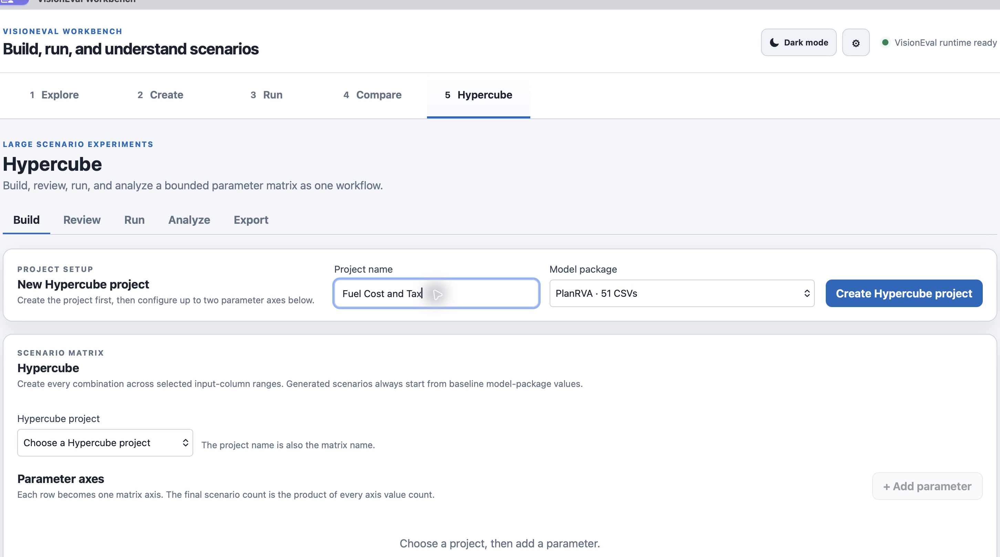 VisionEval Workbench
VISIONEVAL WORKBENCH
Build, run, and understand scenarios
Dark mode
VisionEval runtime ready
1 Explore
2 Create
3 Run
4 Compare
5 Hypercube
LARGE SCENARIO EXPERIMENTS
Hypercube
Build, review, run, and analyze a bounded parameter matrix as one workflow.
Build
Review
Run
Analyze
Export
PROJECT SETUP
New Hypercube project
Create the project first, then configure up to two parameter axes below.
Project name
Fuel Cost and Tax
Model package
PlanRVA · 51 CSVs
Create Hypercube project
SCENARIO MATRIX
Hypercube
Create every combination across selected input-column ranges. Generated scenarios always start from baseline model-package values.
Hypercube project
Choose a Hypercube project
The project name is also the matrix name.
Parameter axes
Each row becomes one matrix axis. The final scenario count is the product of every axis value count.
+ Add parameter
Choose a project, then add a parameter.